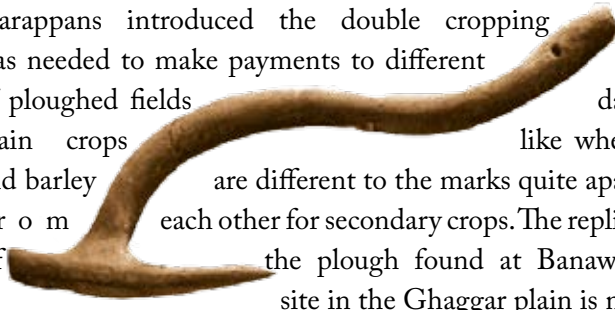 arappans introduced the double cropping
as needed to make payments to different
ploughed fields
ain crops like whe
d barley are different to the marks quite apa
r o m each other for secondary crops. The repli
f the plough found at Banaw
site in the Ghaggar plain is